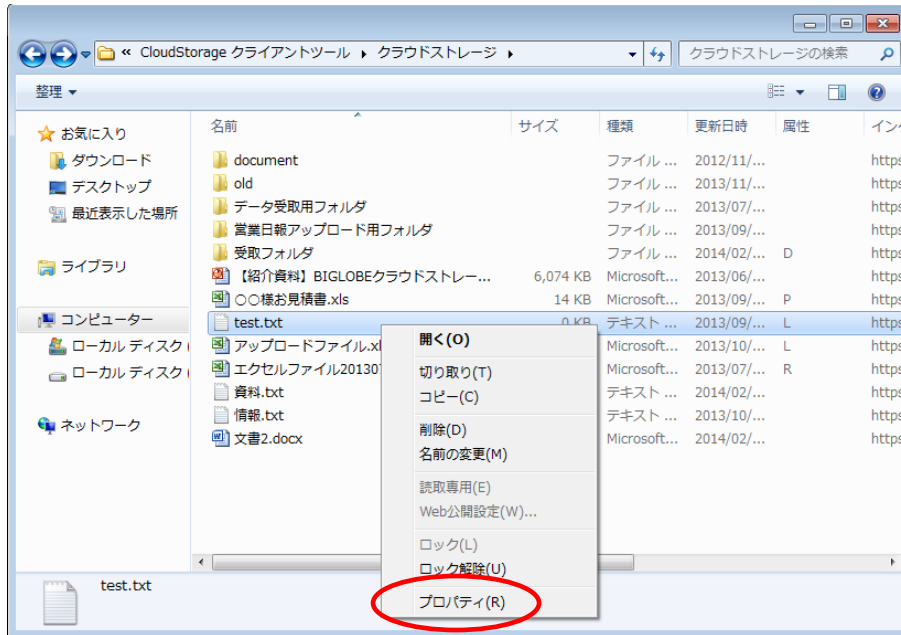 « CloudStorage クライアントツール ▸ クラウドストレージ ▸ クラウドストレージの検索
整理
お気に入り
ダウンロード
デスクトップ
最近表示した場所
ライブラリ
コンピューター
ローカル ディスク (
ローカル ディスク (
ネットワーク
名前 サイズ 種類 更新日時 属性
document ファイル ... 2012/11/... https
old ファイル ... 2013/11/... https
データ受取用フォルダ ファイル ... 2013/07/... https
営業日報アップロード用フォルダ ファイル ... 2013/09/... https
受取フォルダ ファイル ... 2014/02/... D https
【紹介資料】BIGLOBEクラウドストレー... 6,074 KB Microsoft... 2013/06/... https
○○様お見積書.xls 14 KB Microsoft... 2013/09/... P https
test.txt 0 KB テキスト ... 2013/09/... L https
アップロードファイル.xl Microsoft... 2013/10/... L https
エクセルファイル201307 Microsoft... 2013/07/... R https
資料.txt テキスト ... 2014/02/... https
情報.txt テキスト ... 2013/10/... https
文書2.docx Microsoft... 2014/02/... https
開く(O)
切り取り(T)
コピー(C)
削除(D)
名前の変更(M)
読取専用(E)
Web公開設定(W)...
ロック(L)
ロック解除(U)
プロパティ(R)
test.txt